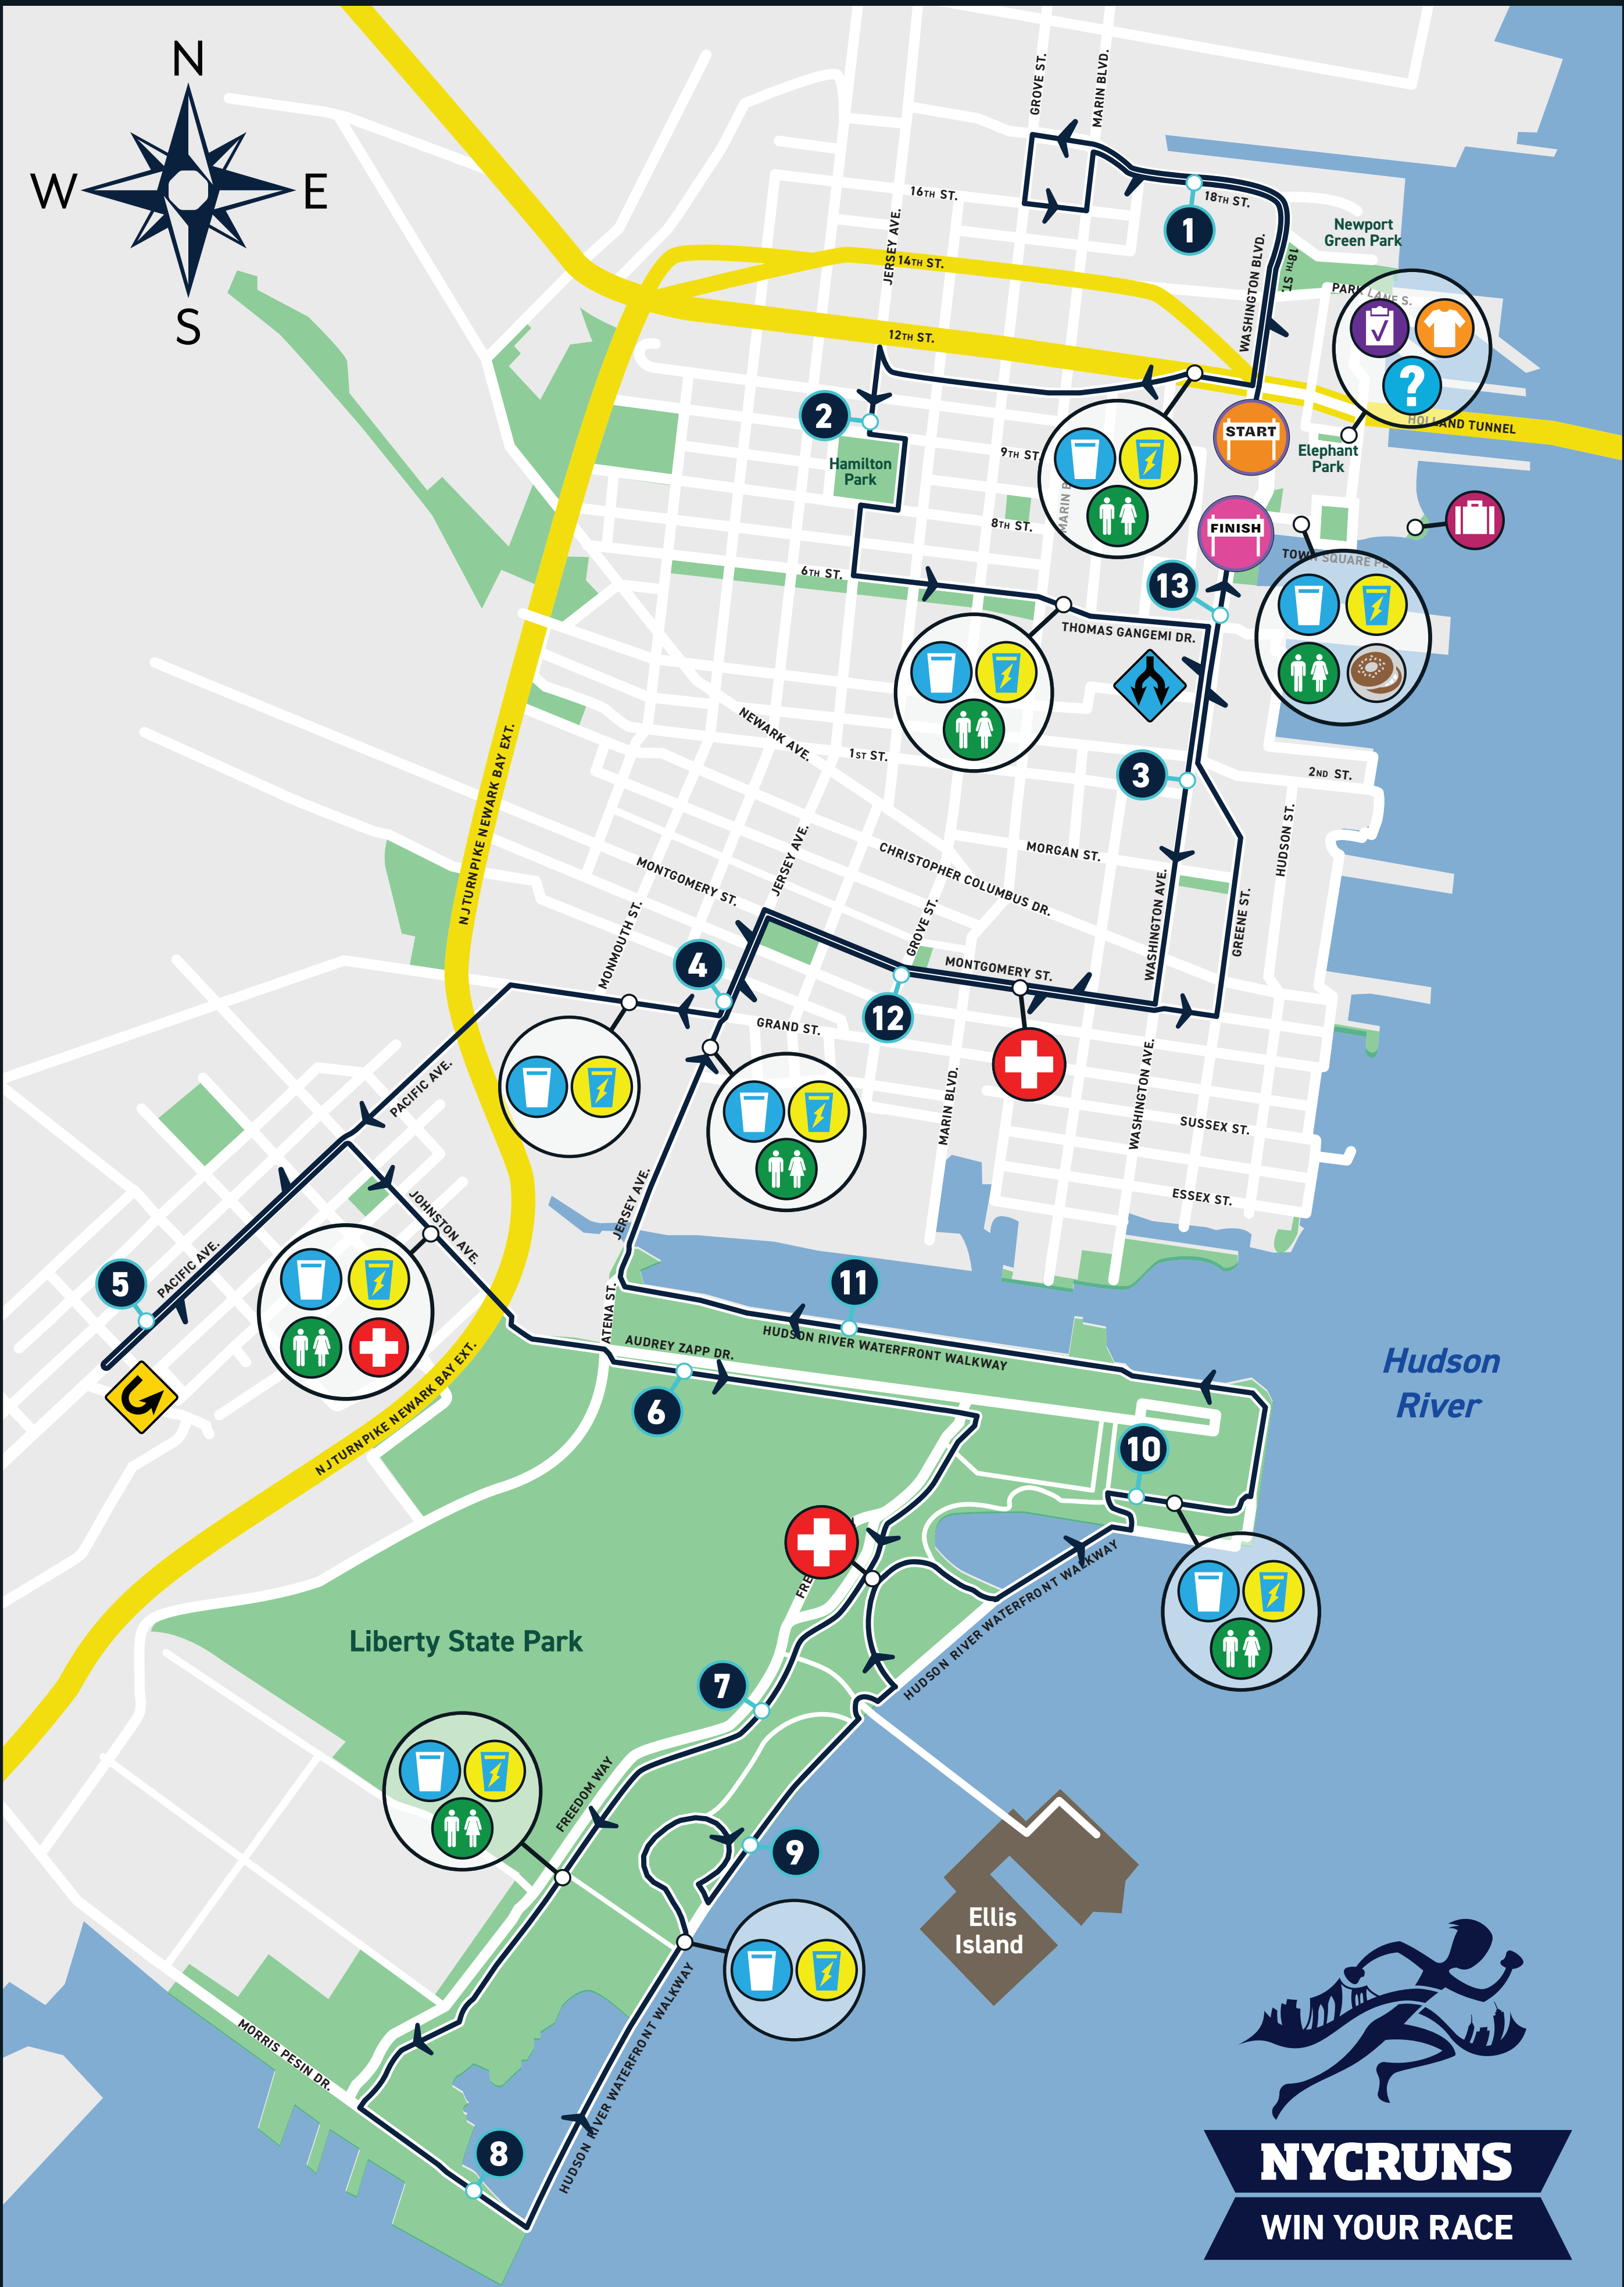 N
W
E
S
GROVE ST.
MARIN BLVD.
16TH ST.
18TH ST.
1
JERSEY AVE.
Newport
Green Park
14TH ST.
WASHINGTON BLVD.
18TH ST.
PARK LANE S.
?
12TH ST.
HOLLAND TUNNEL
2
START
Elephant
Park
Hamilton
Park
9TH ST.
MARIN B
8TH ST.
FINISH
TOWN SQUARE PL
6TH ST.
13
THOMAS GANGEMI DR.
NEWARK AVE.
1ST ST.
3
2ND ST.
NJ TURNPIKE NEWARK BAY EXT.
HUDSON ST.
MORGAN ST.
CHRISTOPHER COLUMBUS DR.
JERSEY AVE.
MONTGOMERY ST.
MONMOUTH ST.
GROVE ST.
WASHINGTON AVE.
GREENE ST.
4
MONTGOMERY ST.
12
GRAND ST.
PACIFIC AVE.
MARIN BLVD.
WASHINGTON AVE.
SUSSEX ST.
ESSEX ST.
JERSEY AVE.
JOHNSTON AVE.
5
PACIFIC AVE.
11
ATENA ST.
HUDSON RIVER WATERFRONT WALKWAY
AUDREY ZAPP DR.
Hudson
River
6
NJ TURNPIKE NEWARK BAY EXT.
10
FRE
HUDSON RIVER WATERFRONT WALKWAY
Liberty State Park
7
FREEDOM WAY
9
Ellis
Island
HUDSON RIVER WATERFRONT WALKWAY
MORRIS PESIN DR.
8
NYCRUNS
WIN YOUR RACE